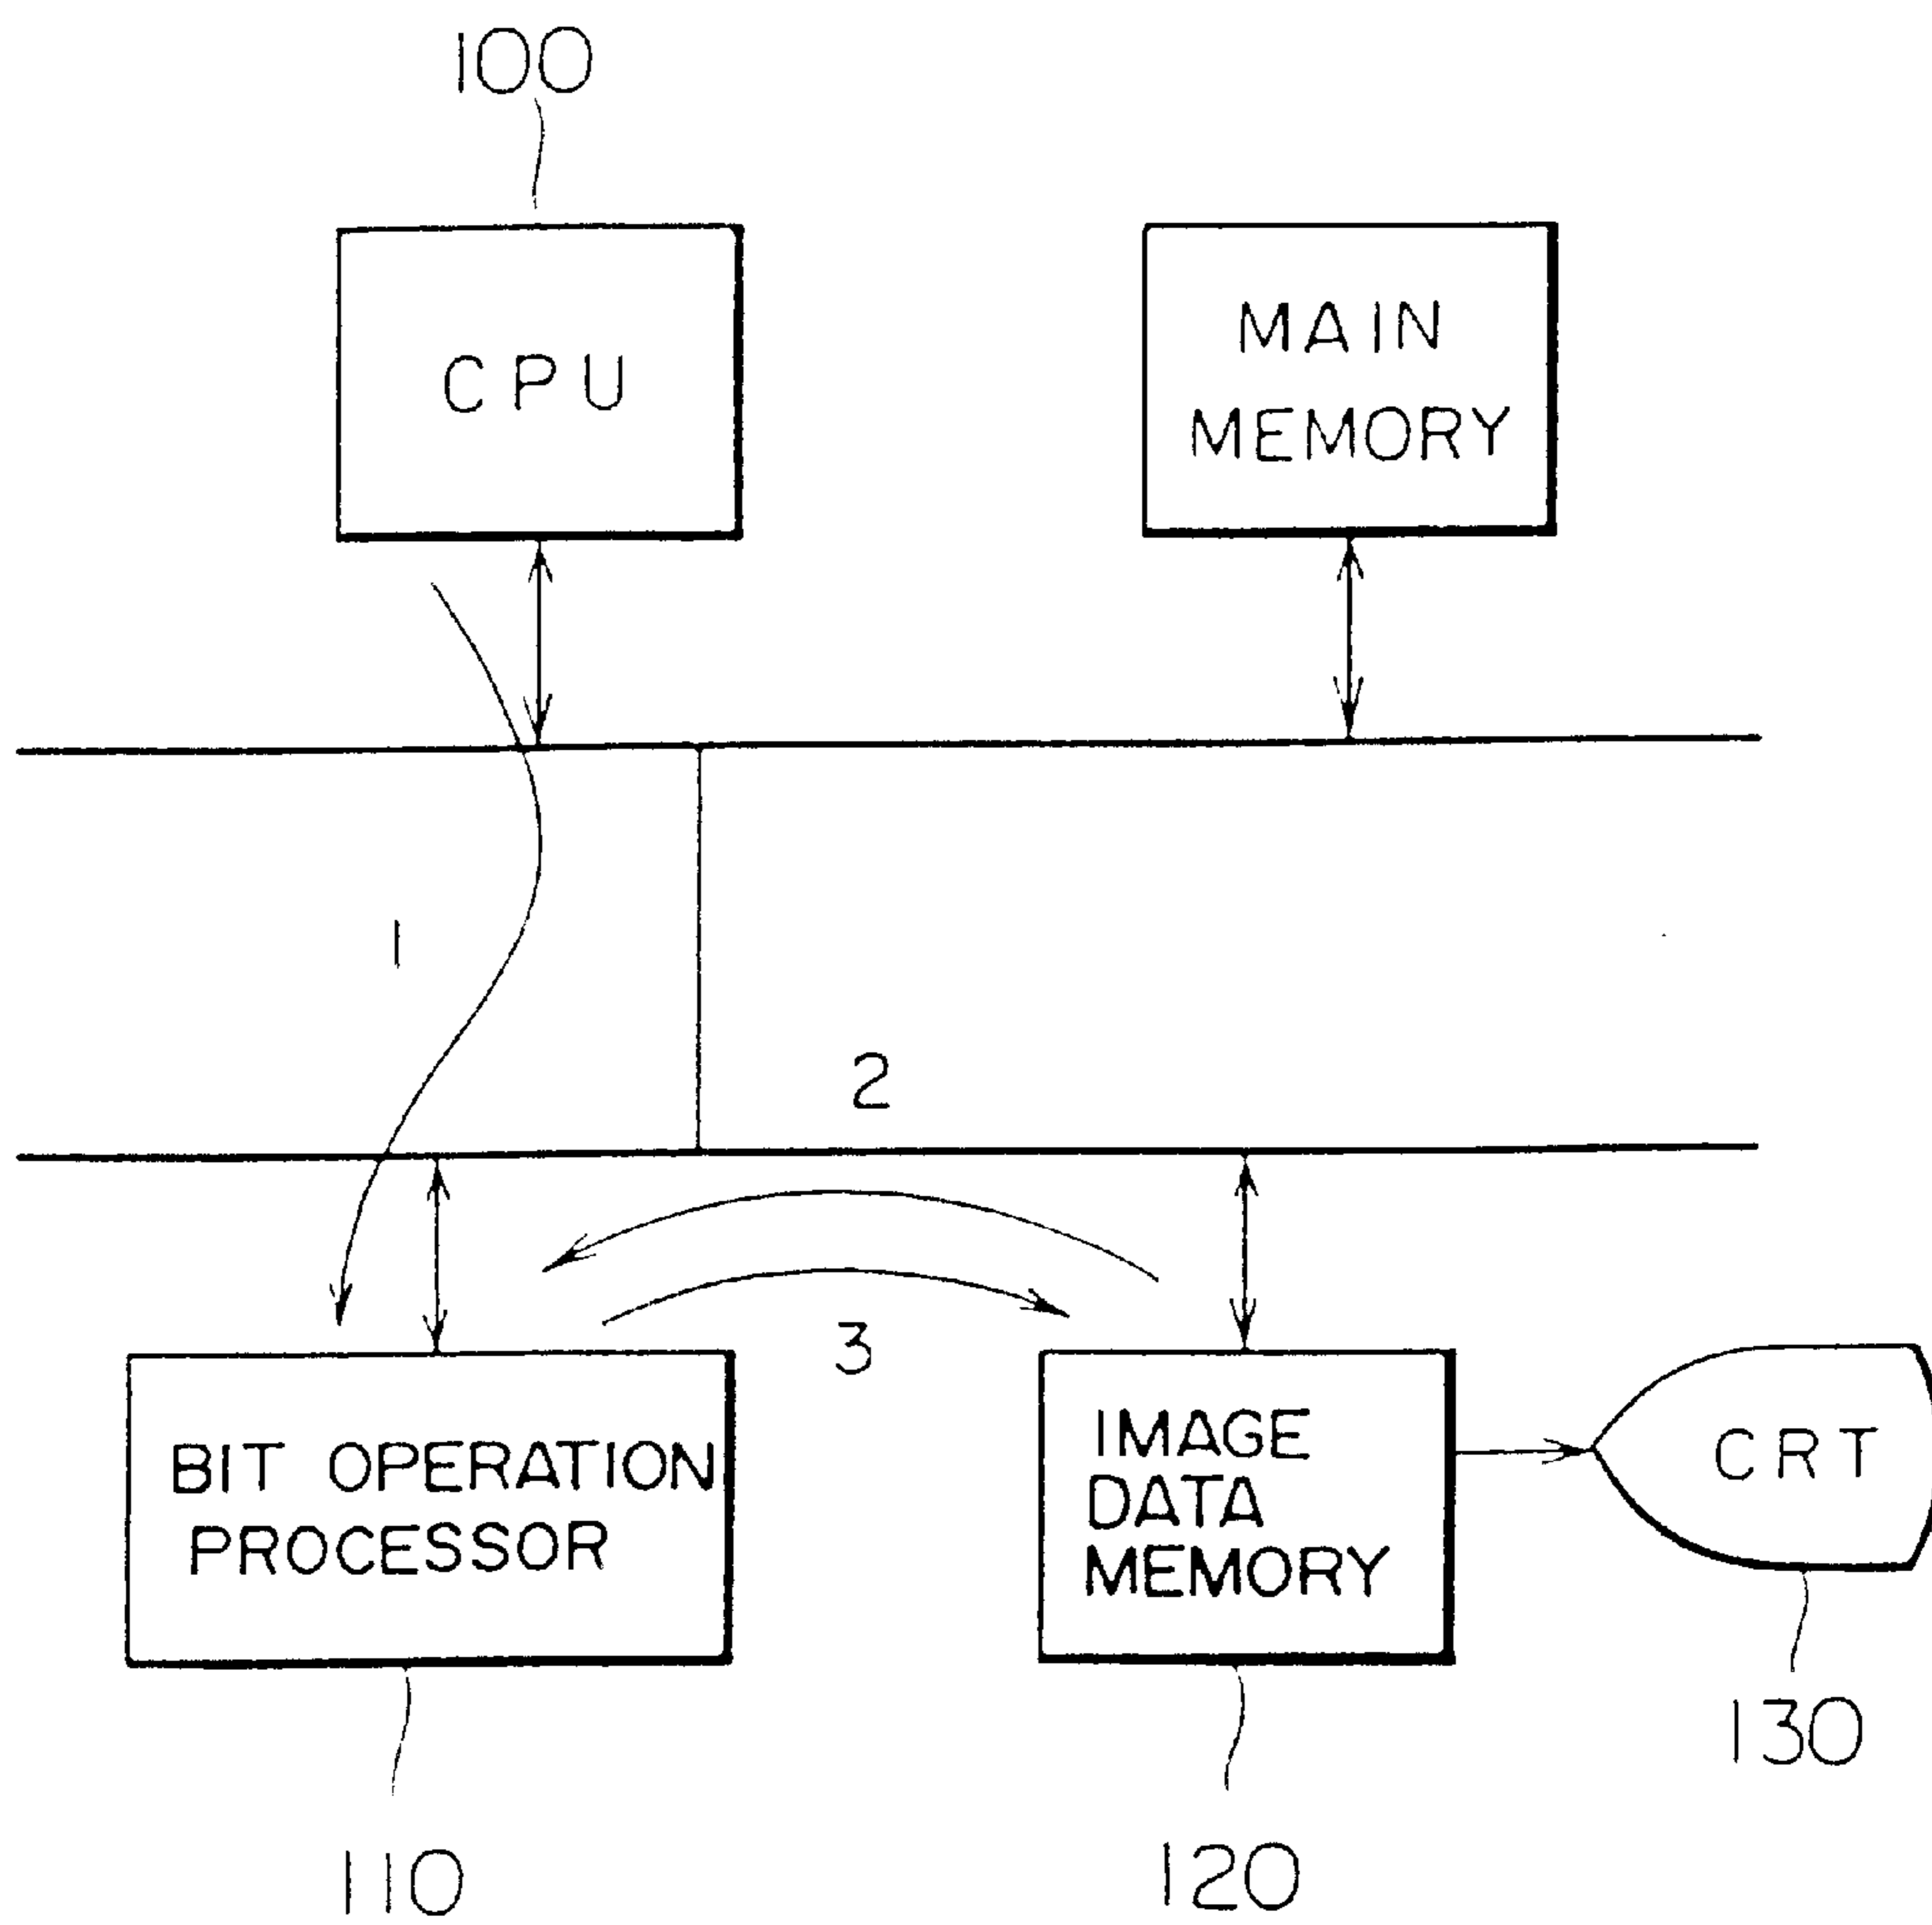 100
CPU
MAIN
MEMORY
1
2
3
BIT OPERATION
PROCESSOR
IMAGE
DATA
MEMORY
CRT
130
110
120